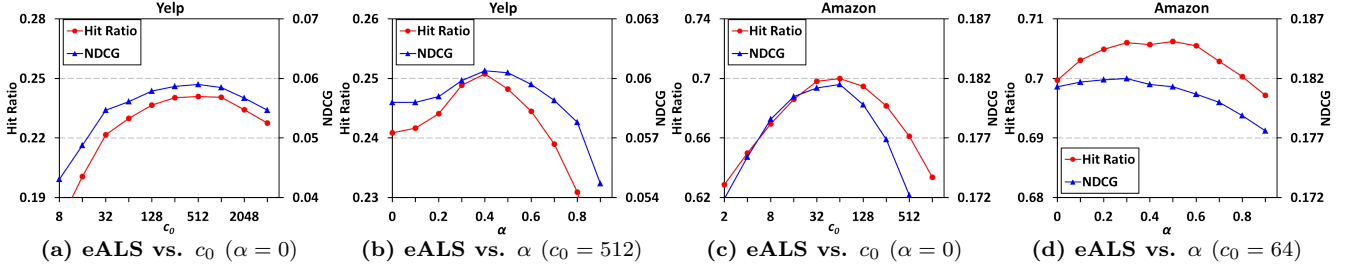 Yelp
Hit Ratio
NDCG
0.28
0.25
0.22
0.19
Hit Ratio
0.07
0.06
0.05
0.04
NDCG
8 32 128 512 2048
c₀
(a) eALS vs. c₀ (α = 0)
Yelp
Hit Ratio
NDCG
0.26
0.25
0.24
0.23
Hit Ratio
0.063
0.060
0.057
0.054
NDCG
0 0.2 0.4 0.6 0.8
α
(b) eALS vs. α (c₀ = 512)
Amazon
Hit Ratio
NDCG
0.74
0.7
0.66
0.62
Hit Ratio
0.187
0.182
0.177
0.172
NDCG
2 8 32 128 512
c₀
(c) eALS vs. c₀ (α = 0)
Amazon
Hit Ratio
NDCG
0.71
0.70
0.69
0.68
Hit Ratio
0.187
0.182
0.177
0.172
NDCG
0 0.2 0.4 0.6 0.8
α
(d) eALS vs. α (c₀ = 64)